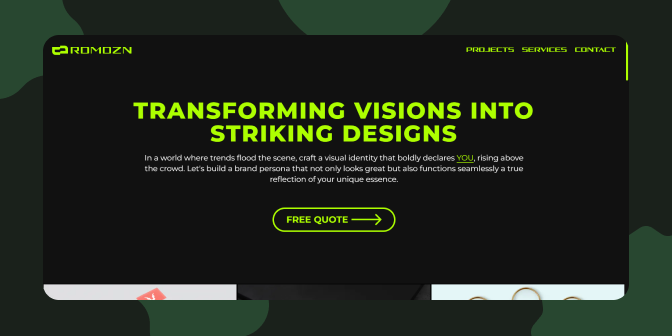 ROMOZN
PROJECTS SERVICES CONTACT
TRANSFORMING VISIONS INTO
STRIKING DESIGNS
In a world where trends flood the scene, craft a visual identity that boldly declares YOU, rising above
the crowd. Let's build a brand persona that not only looks great but also functions seamlessly a true
reflection of your unique essence.
FREE QUOTE